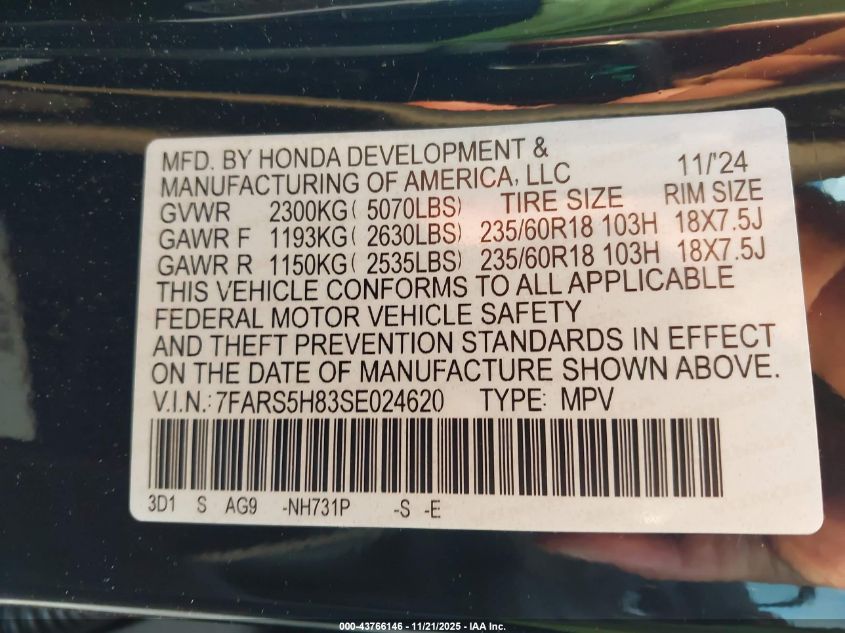 MFD. BY HONDA DEVELOPMENT &
MANUFACTURING OF AMERICA, LLC 11/'24
GVWR 2300KG( 5070LBS) TIRE SIZE RIM SIZE
GAWR F 1193KG( 2630LBS) 235/60R18 103H 18X7.5J
GAWR R 1150KG( 2535LBS) 235/60R18 103H 18X7.5J
THIS VEHICLE CONFORMS TO ALL APPLICABLE
FEDERAL MOTOR VEHICLE SAFETY
AND THEFT PREVENTION STANDARDS IN EFFECT
ON THE DATE OF MANUFACTURE SHOWN ABOVE.
V.I.N.:7FARS5H83SE024620 TYPE: MPV
3D1 S AG9 -NH731P -S -E
000-43766146 - 11/21/2025 - IAA Inc.